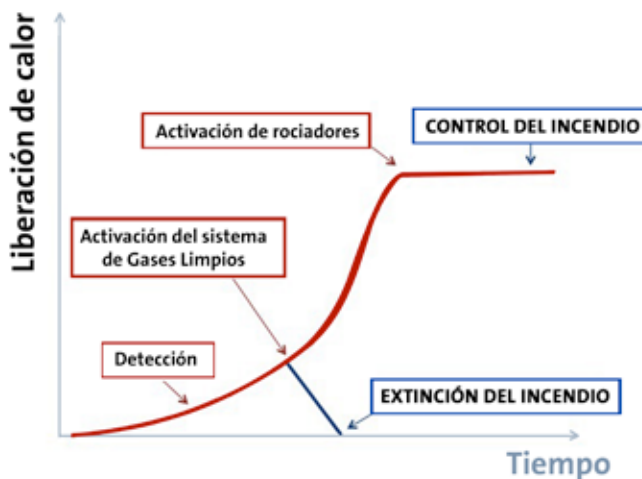 Liberación de calor
Activación de rociadores
CONTROL DEL INCENDIO
Activación del sistema
de Gases Limpios
Detección
EXTINCIÓN DEL INCENDIO
Tiempo